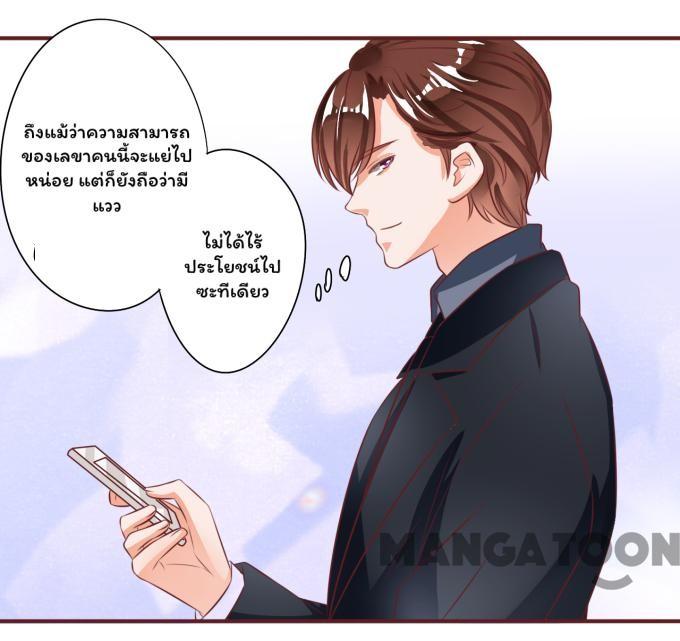 ถึงแม้ว่าความสามารถ
ของเลขาคนนี้จะแย่ไป
หน่อย แต่ก็ยังถือว่ามี
แวว
ไม่ได้ไร้
ประโยชน์ไป
ซะทีเดียว
MANGATOON